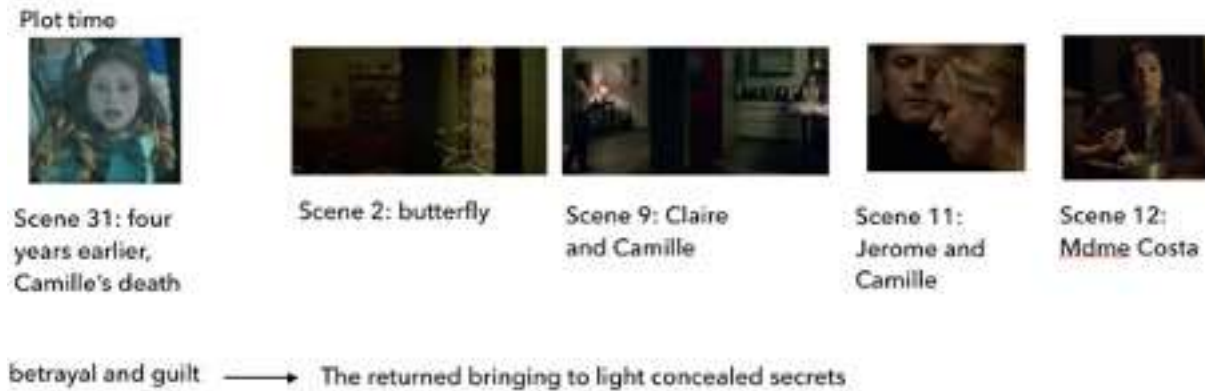 Plot time
Scene 31: four
years earlier,
Camille's death
Scene 2: butterfly
Scene 9: Claire
and Camille
Scene 11:
Jerome and
Camille
Scene 12:
Mdme Costa
betrayal and guilt
The returned bringing to light concealed secrets